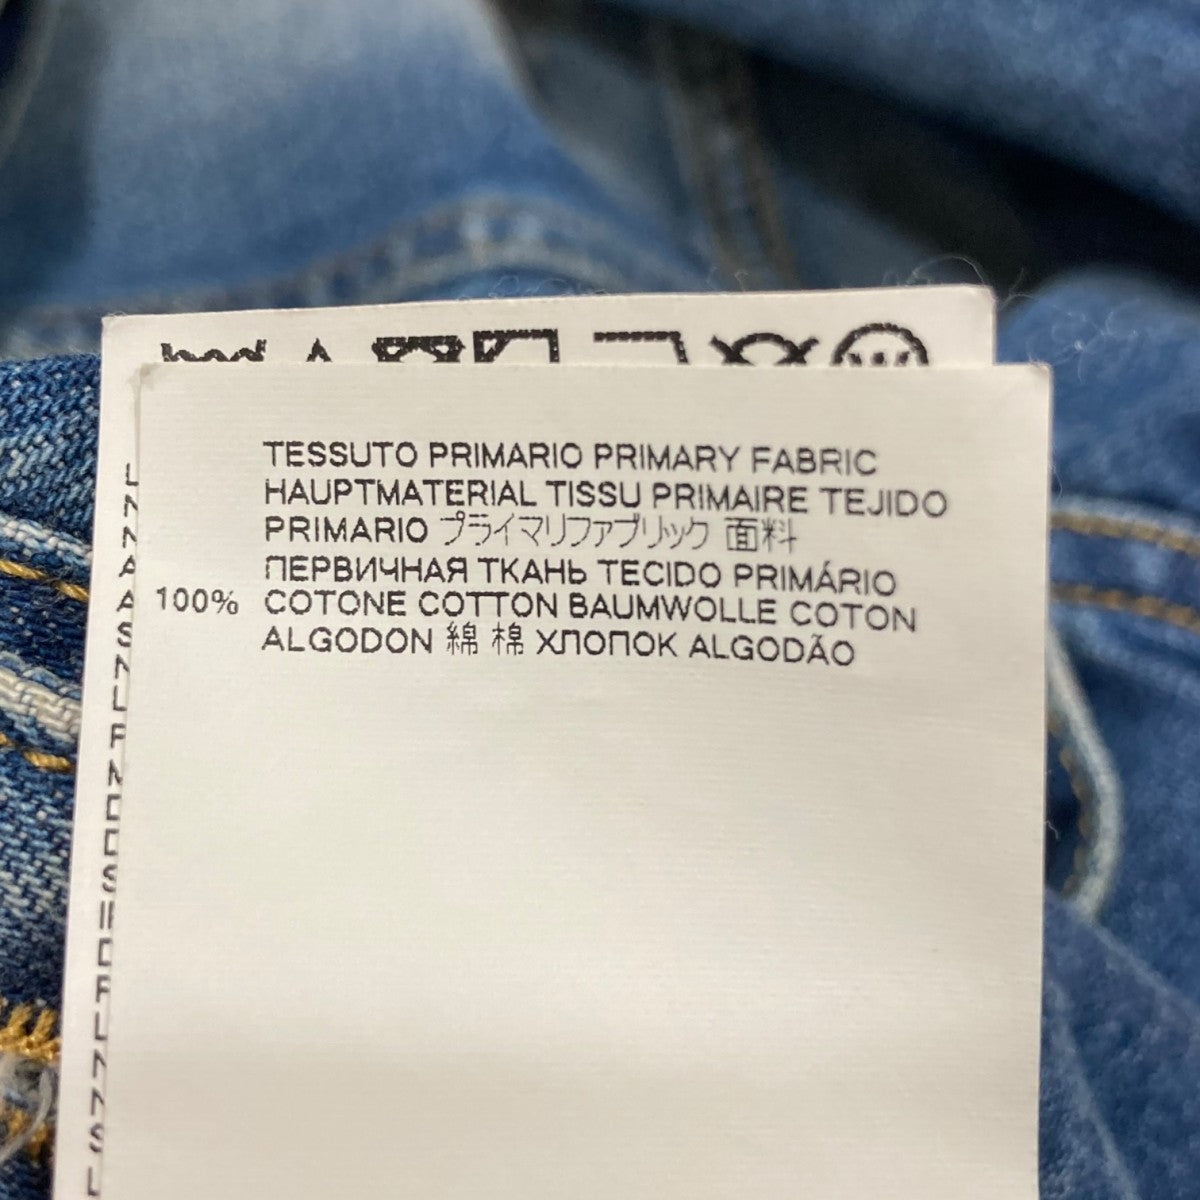 TESSUTO PRIMARIO PRIMARY FABRIC
HAUPTMATERIAL TISSU PRIMAIRE TEJIDO
PRIMARIO プライマリファブリック 面料
ПЕРВИЧНАЯ ТКАНЬ TECIDO PRIMÁRIO
100% COTONE COTTON BAUMWOLLE COTON
ALGODON 綿 棉 ХЛОПОК ALGODÃO